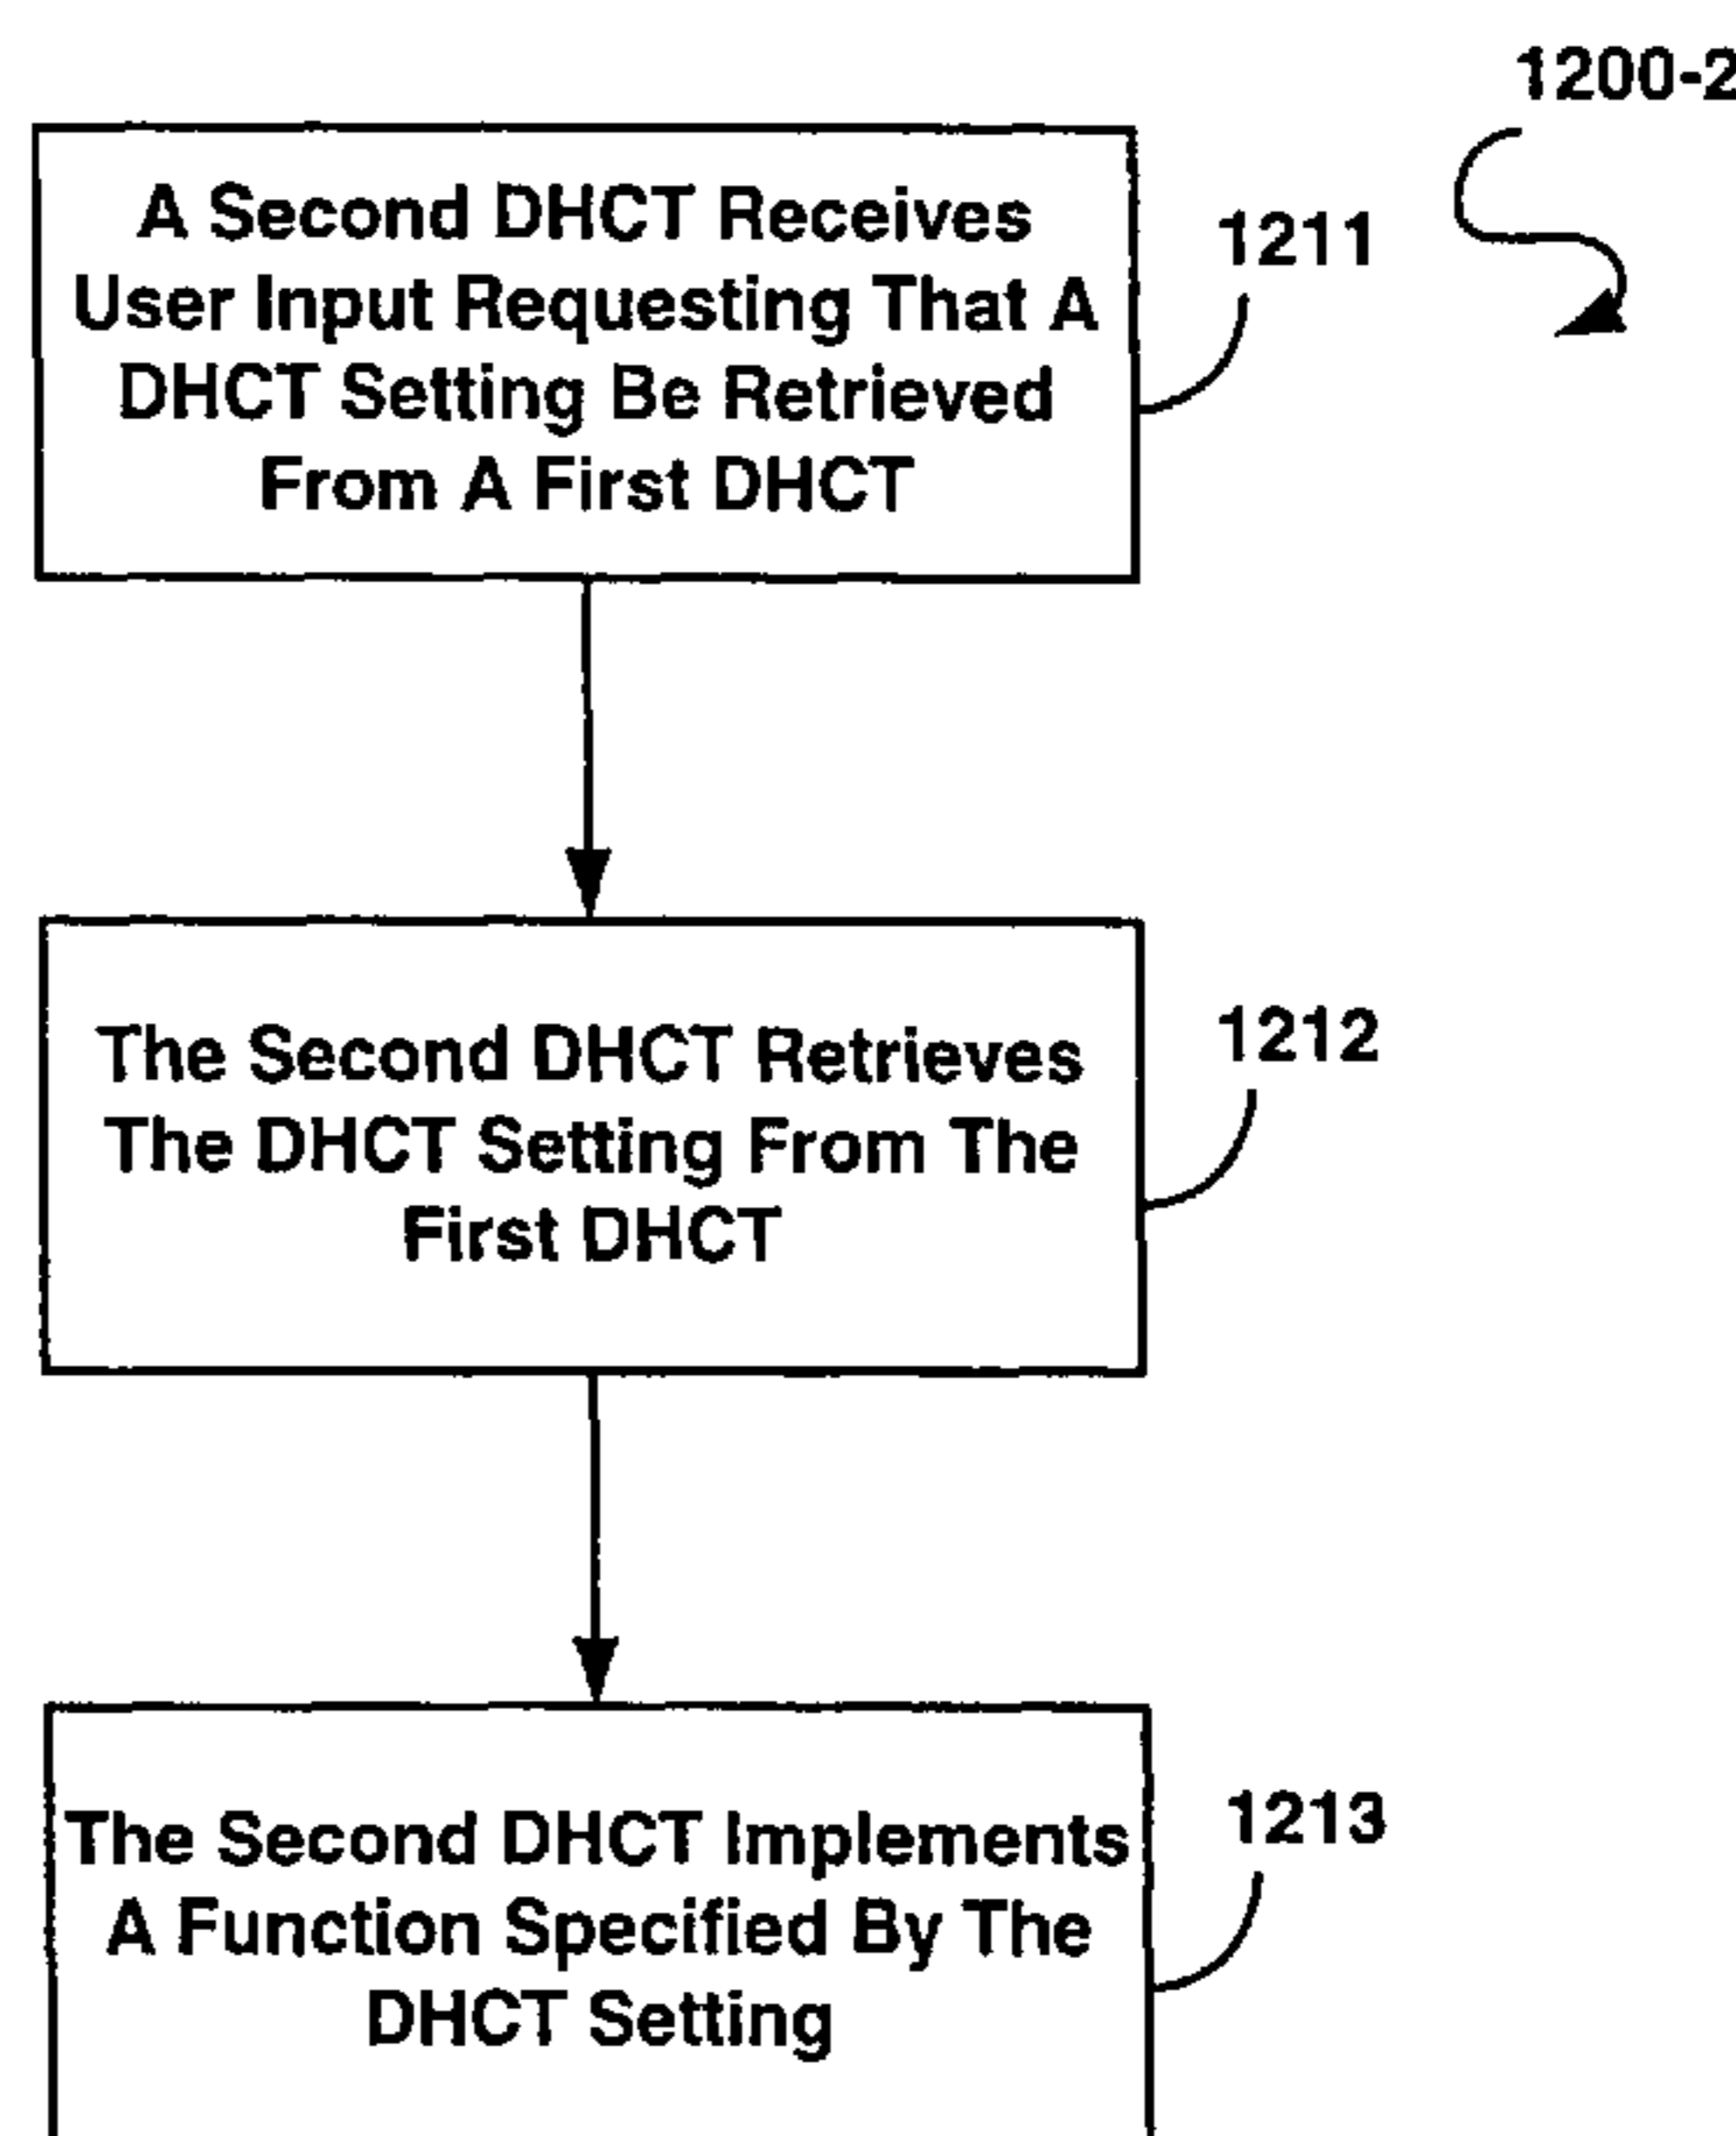 1200-2
A Second DHCT Receives
User Input Requesting That A
DHCT Setting Be Retrieved
From A First DHCT
1211
The Second DHCT Retrieves
The DHCT Setting From The
First DHCT
1212
The Second DHCT Implements
A Function Specified By The
DHCT Setting
1213